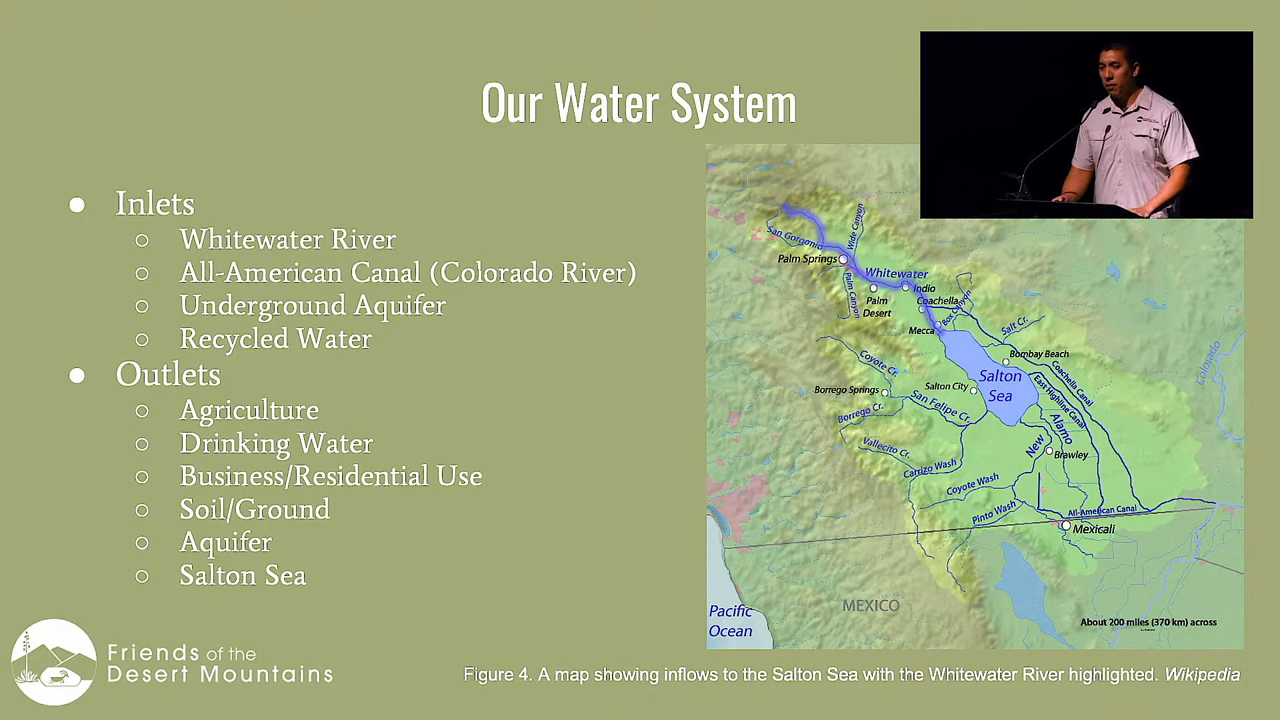 Our Water System
Inlets
Whitewater River
All-American Canal (Colorado River)
Underground Aquifer
Recycled Water
Outlets
Agriculture
Drinking Water
Business/Residential Use
Soil/Ground
Aquifer
Salton Sea
Friends of the
Desert Mountains
San Gorgonio
Wide Canyon
Palm Springs
Whitewater
Palm Canyon
Palm
Desert
Indio
Coachella
Box Canyon
Mecca
Salt Cr.
Bombay Beach
Coyote Cr.
Coachella Canal
East Highline Canal
Colorado
Salton
Sea
Salton City
Borrego Springs
San Felipe Cr.
Borrego Cr.
Alamo
New
Vallecito Cr.
Brawley
Carrizo Wash
Coyote Wash
Pinto Wash
All-American Canal
Mexicali
MEXICO
Pacific
Ocean
About 200 miles (370 km) across
Figure 4. A map showing inflows to the Salton Sea with the Whitewater River highlighted. Wikipedia